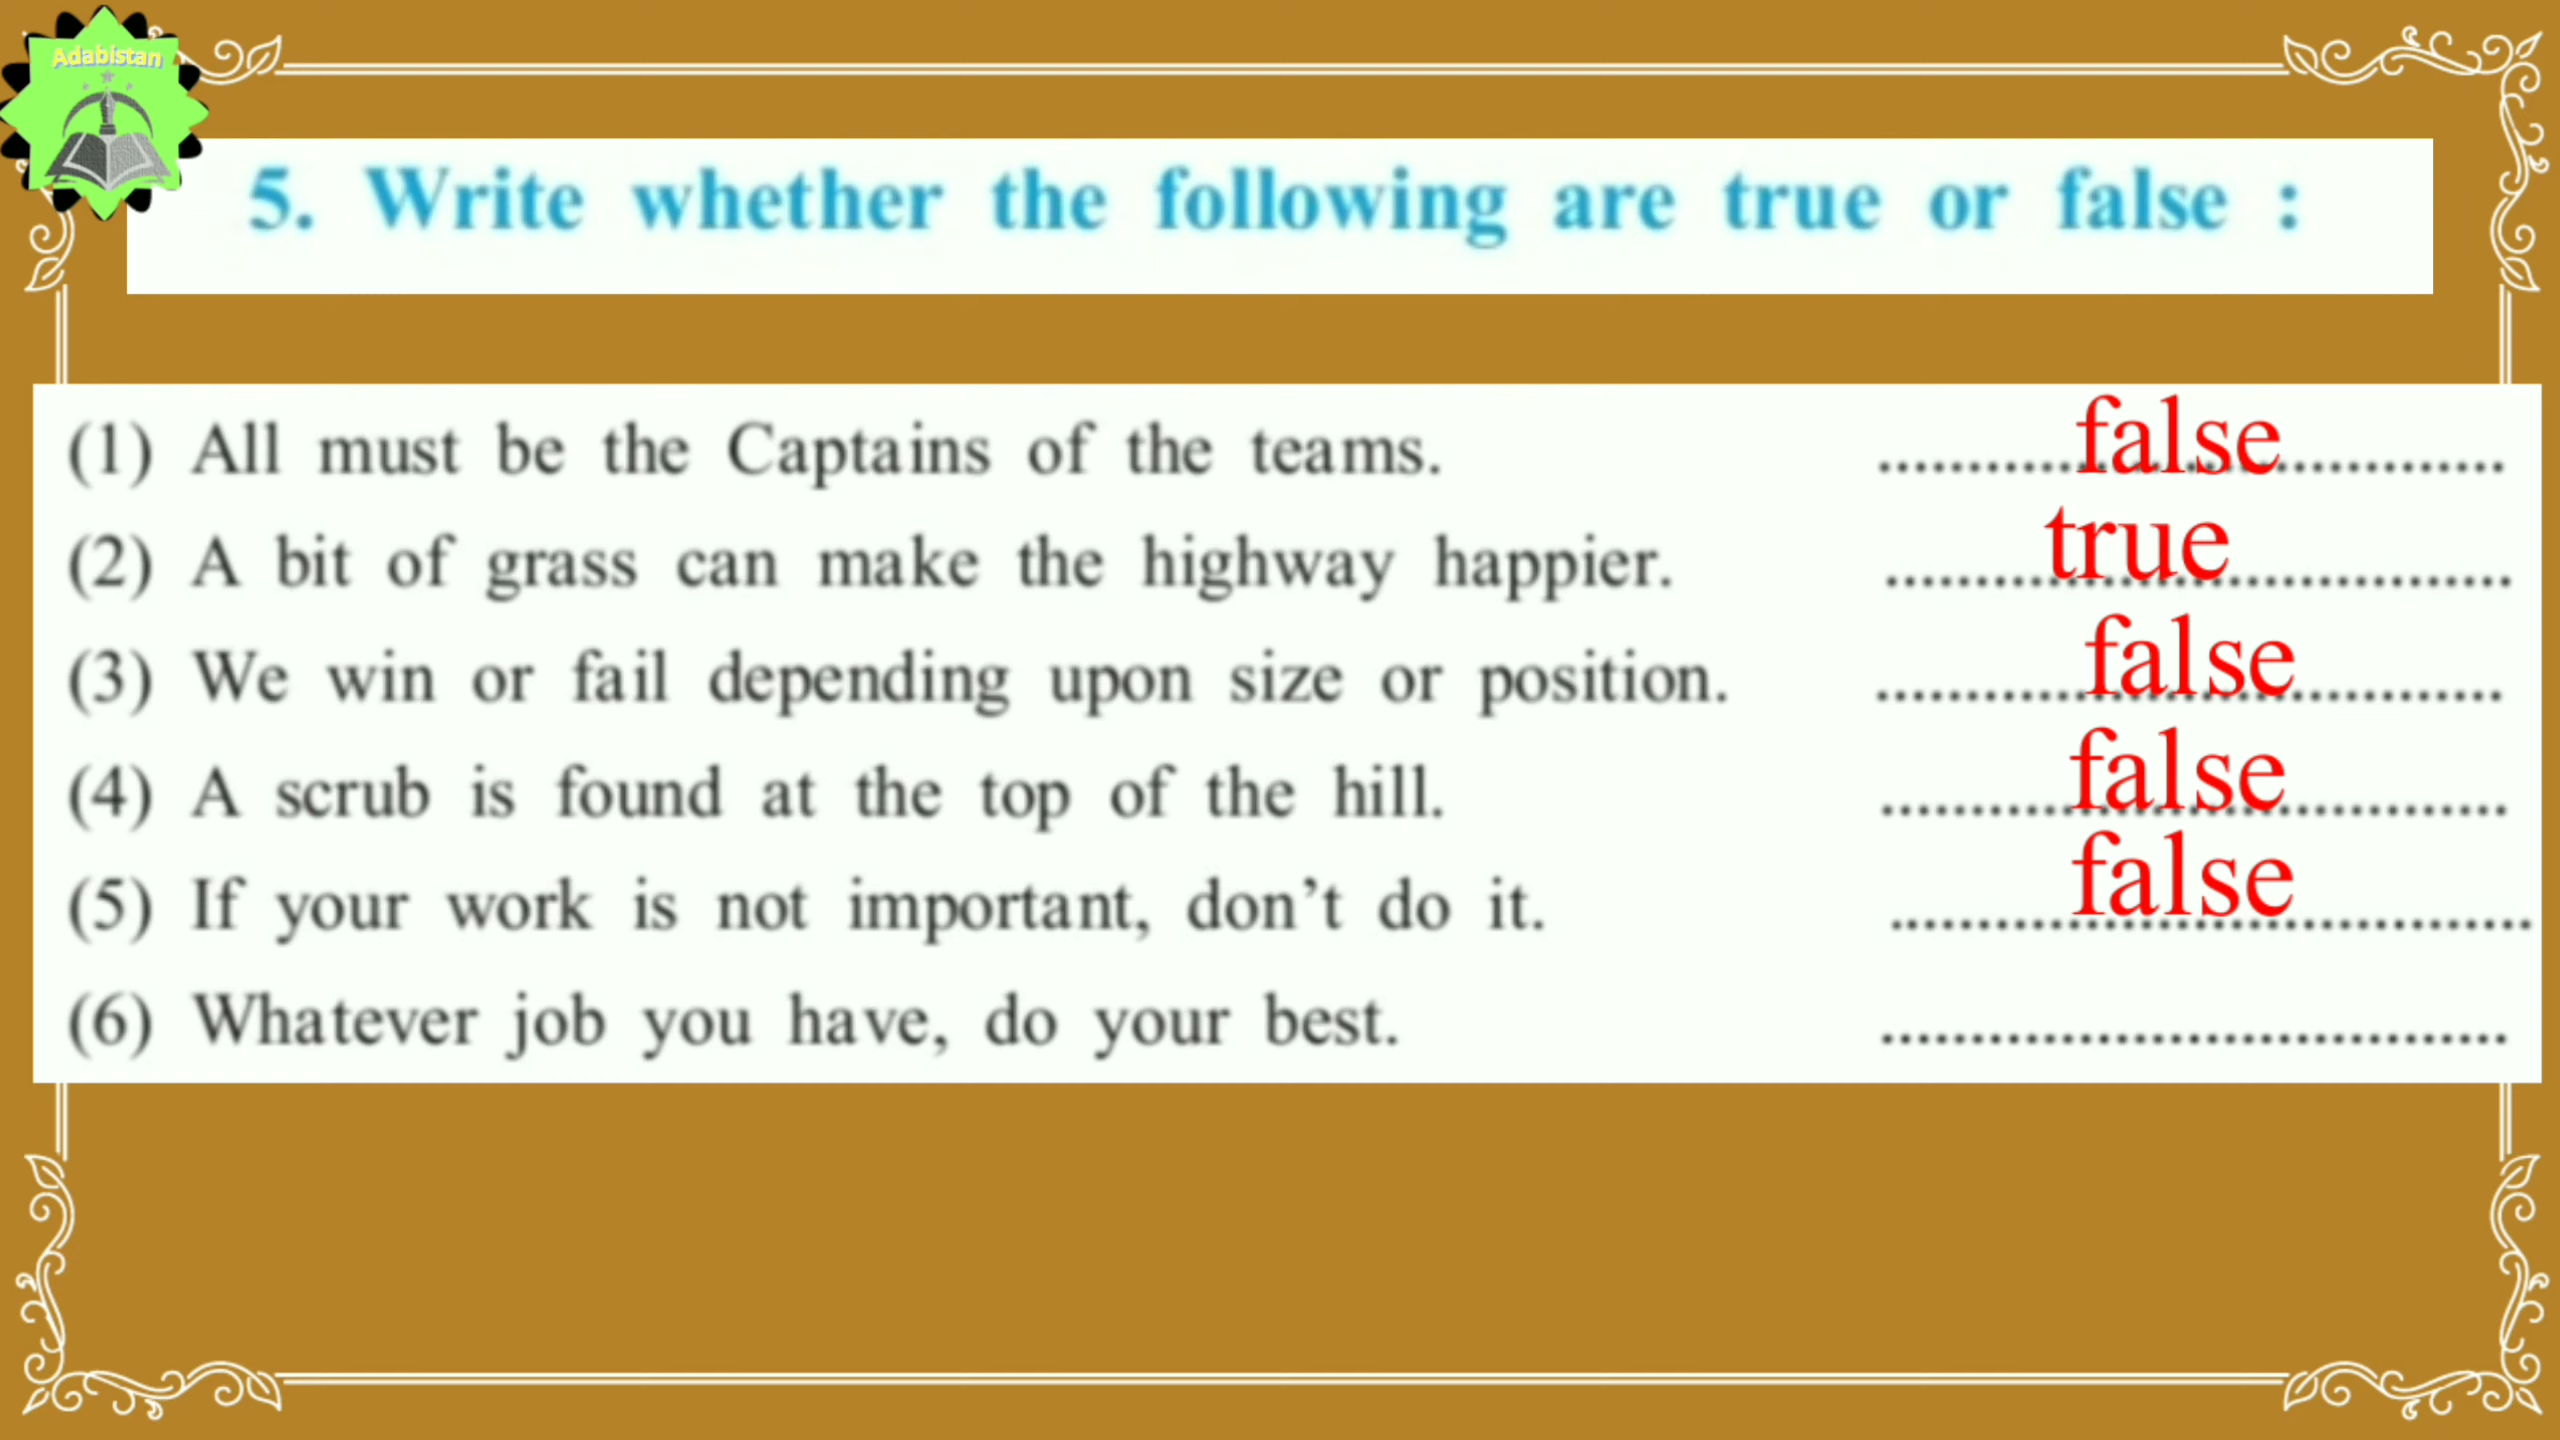 Adabistan
5. Write whether the following are true or false :
(1) All must be the Captains of the teams. .................................... false
(2) A bit of grass can make the highway happier. .................................... true
(3) We win or fail depending upon size or position. .................................... false
(4) A scrub is found at the top of the hill. .................................... false
(5) If your work is not important, don't do it. .................................... false
(6) Whatever job you have, do your best. ....................................